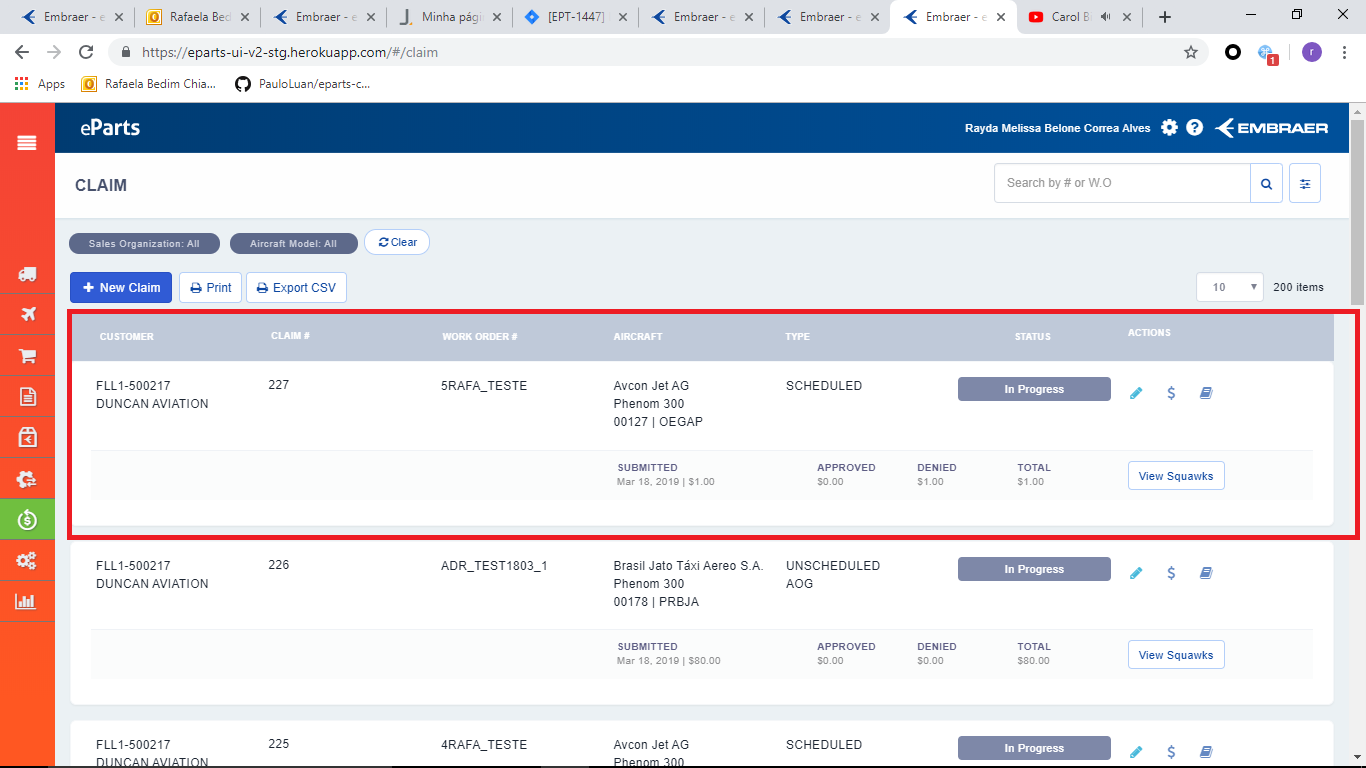 Embraer - e
Rafaela Bed
Embraer - e
Minha pági
[EPT-1447]
Embraer - e
Embraer - e
Embraer - e
Carol B
https://eparts-ui-v2-stg.herokuapp.com/#/claim
1
r
Apps
Rafaela Bedim Chia...
PauloLuan/eparts-c...
eParts
Rayda Melissa Belone Correa Alves
EMBRAER
CLAIM
Search by # or W.O
Sales Organization: All
Aircraft Model: All
Clear
New Claim
Print
Export CSV
10
200 items
CUSTOMER CLAIM # WORK ORDER # AIRCRAFT TYPE STATUS ACTIONS
FLL1-500217 227 5RAFA_TESTE Avcon Jet AG SCHEDULED In Progress
DUNCAN AVIATION Phenom 300
00127 | OEGAP
SUBMITTED APPROVED DENIED TOTAL
Mar 18, 2019 | $1.00 $0.00 $1.00 $1.00
View Squawks
FLL1-500217 226 ADR_TEST1803_1 Brasil Jato Táxi Aereo S.A. UNSCHEDULED In Progress
DUNCAN AVIATION Phenom 300 AOG
00178 | PRBJA
SUBMITTED APPROVED DENIED TOTAL
Mar 18, 2019 | $80.00 $0.00 $0.00 $80.00
View Squawks
FLL1-500217 225 4RAFA_TESTE Avcon Jet AG SCHEDULED In Progress
DUNCAN AVIATION Phenom 300